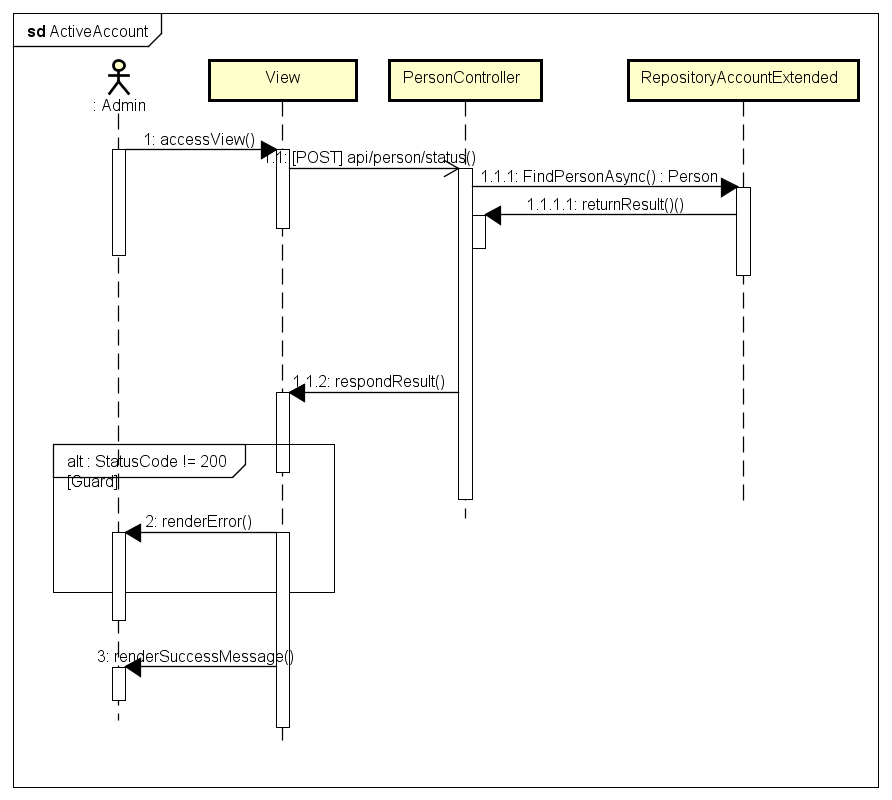 sd ActiveAccount
: Admin
View
PersonController
RepositoryAccountExtended
1: accessView()
1.1: [POST] api/person/status()
1.1.1: FindPersonAsync() : Person
1.1.1.1: returnResult()()
1.1.2: respondResult()
alt : StatusCode != 200
[Guard]
2: renderError()
3: renderSuccessMessage()